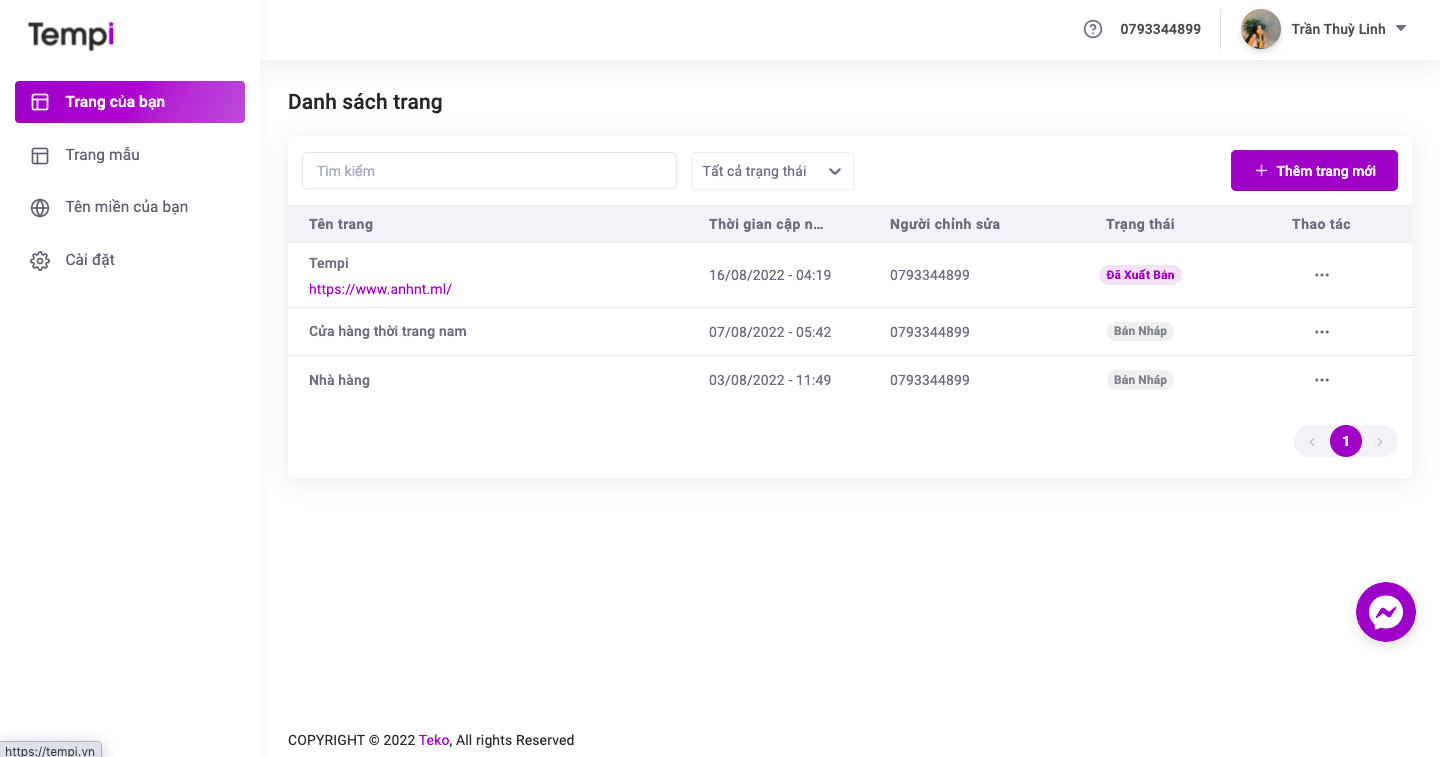 Tempi
0793344899
Trần Thuỳ Linh
Trang của bạn
Trang mẫu
Tên miền của bạn
Cài đặt
Danh sách trang
Tìm kiếm
Tất cả trạng thái
Thêm trang mới
Tên trang Thời gian cập n... Người chỉnh sửa Trạng thái Thao tác
Tempi
https://www.anhnt.ml/
16/08/2022 - 04:19 0793344899 Đã Xuất Bản
Cửa hàng thời trang nam 07/08/2022 - 05:42 0793344899 Bản Nháp
Nhà hàng 03/08/2022 - 11:49 0793344899 Bản Nháp
1
COPYRIGHT © 2022 Teko, All rights Reserved
https://tempi.vn